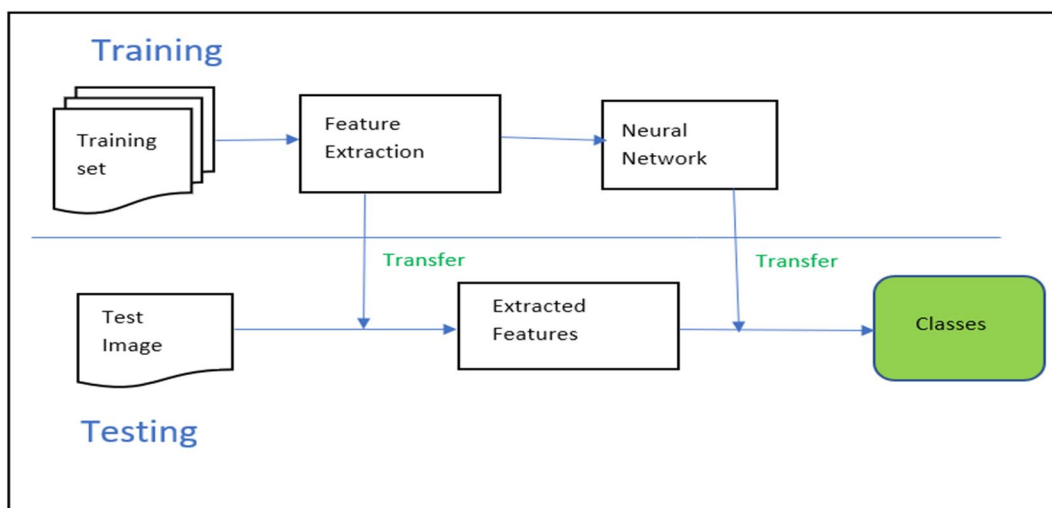 Training
Training
set
Feature
Extraction
Neural
Network
Transfer
Transfer
Test
Image
Extracted
Features
Classes
Testing